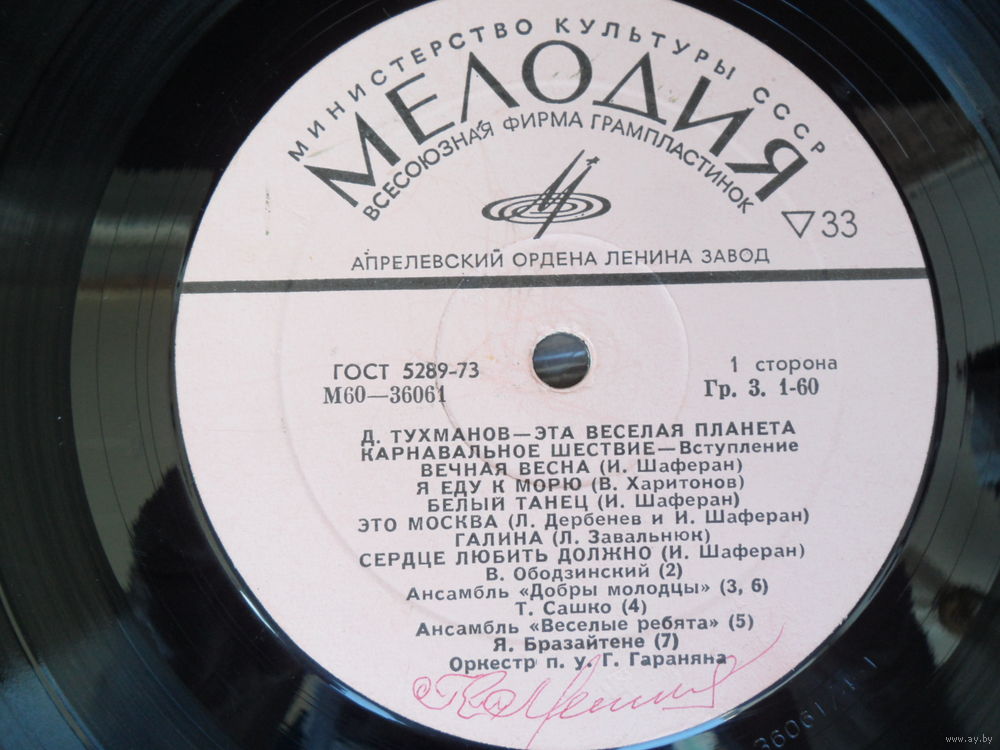 МИНИСТЕРСТВО КУЛЬТУРЫ СССР
МЕЛОДИЯ
ВСЕСОЮЗНАЯ ФИРМА ГРАМПЛАСТИНОК
▽33
АПРЕЛЕВСКИЙ ОРДЕНА ЛЕНИНА ЗАВОД
ГОСТ 5289-73
1 сторона
М60—36061
Гр. 3. 1-60
Д. ТУХМАНОВ—ЭТА ВЕСЕЛАЯ ПЛАНЕТА
КАРНАВАЛЬНОЕ ШЕСТВИЕ—Вступление
ВЕЧНАЯ ВЕСНА (И. Шаферан)
Я ЕДУ К МОРЮ (В. Харитонов)
БЕЛЫЙ ТАНЕЦ (И. Шаферан)
ЭТО МОСКВА (Л. Дербенев и И. Шаферан)
ГАЛИНА (Л. Завальнюк)
СЕРДЦЕ ЛЮБИТЬ ДОЛЖНО (И. Шаферан)
В. Ободзинский (2)
Ансамбль «Добры молодцы» (3, 6)
Т. Сашко (4)
Ансамбль «Веселые ребята» (5)
Я. Бразайтене (7)
Оркестр п. у. Г. Гараняна
www.ay.by